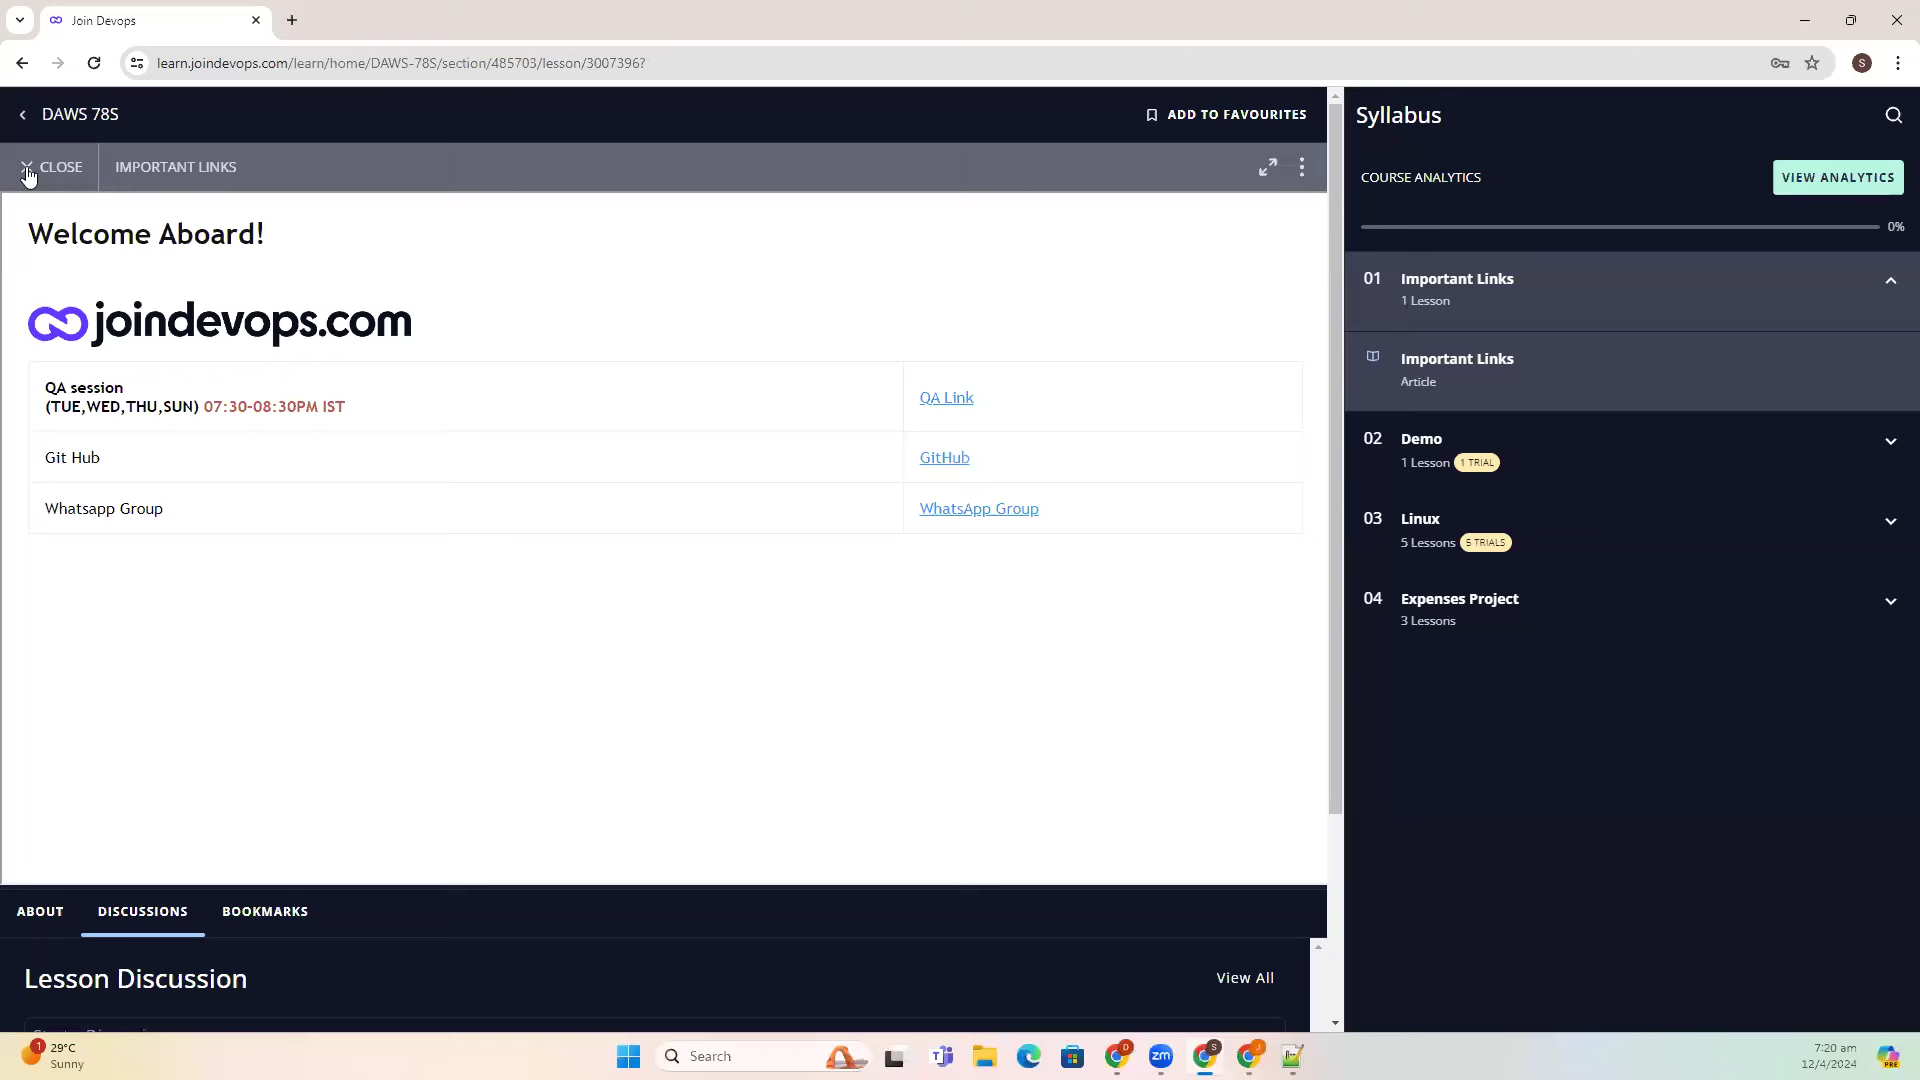 Join Devops
learn.joindevops.com/learn/home/DAWS-78S/section/485703/lesson/3007396?
S
DAWS 78S
ADD TO FAVOURITES
CLOSE
IMPORTANT LINKS
Welcome Aboard!
joindevops.com
QA session
(TUE,WED,THU,SUN) 07:30-08:30PM IST
QA Link
Git Hub
GitHub
Whatsapp Group
WhatsApp Group
ABOUT
DISCUSSIONS
BOOKMARKS
Lesson Discussion
View All
Syllabus
COURSE ANALYTICS
VIEW ANALYTICS
0%
01
Important Links
1 Lesson
Important Links
Article
02
Demo
1 Lesson
1 TRIAL
03
Linux
5 Lessons
5 TRIALS
04
Expenses Project
3 Lessons
1
29°C
Sunny
Search
D
zm
S
J
PRE
7:20 am
12/4/2024